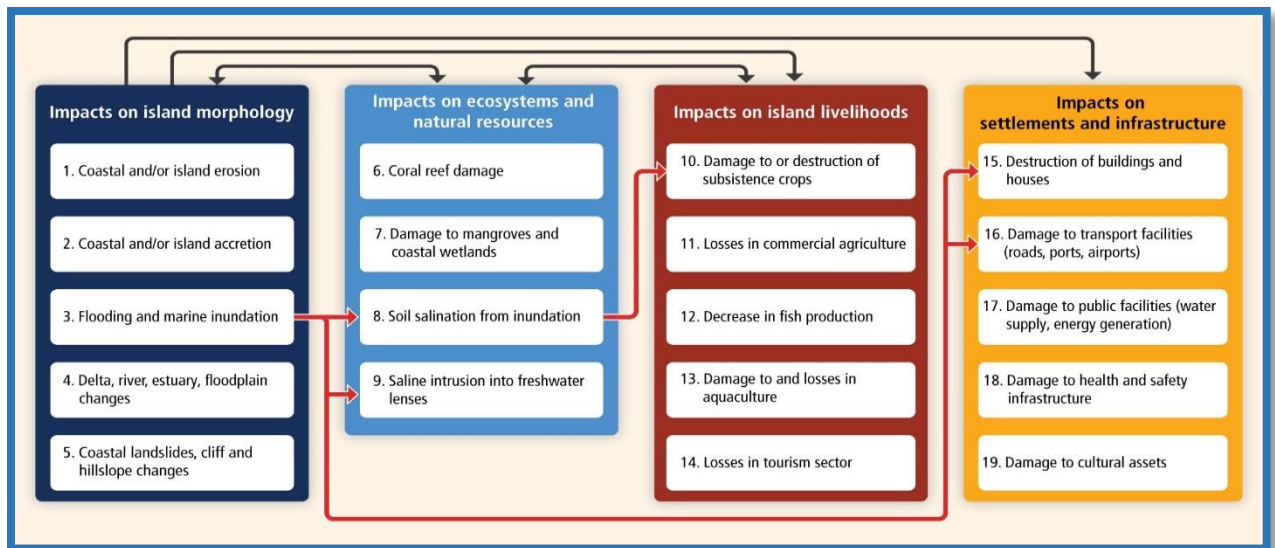 Impacts on island morphology
1. Coastal and/or island erosion
2. Coastal and/or island accretion
3. Flooding and marine inundation
4. Delta, river, estuary, floodplain
changes
5. Coastal landslides, cliff and
hillslope changes
Impacts on ecosystems and
natural resources
6. Coral reef damage
7. Damage to mangroves and
coastal wetlands
8. Soil salination from inundation
9. Saline intrusion into freshwater
lenses
Impacts on island livelihoods
10. Damage to or destruction of
subsistence crops
11. Losses in commercial agriculture
12. Decrease in fish production
13. Damage to and losses in
aquaculture
14. Losses in tourism sector
Impacts on
settlements and infrastructure
15. Destruction of buildings and
houses
16. Damage to transport facilities
(roads, ports, airports)
17. Damage to public facilities (water
supply, energy generation)
18. Damage to health and safety
infrastructure
19. Damage to cultural assets